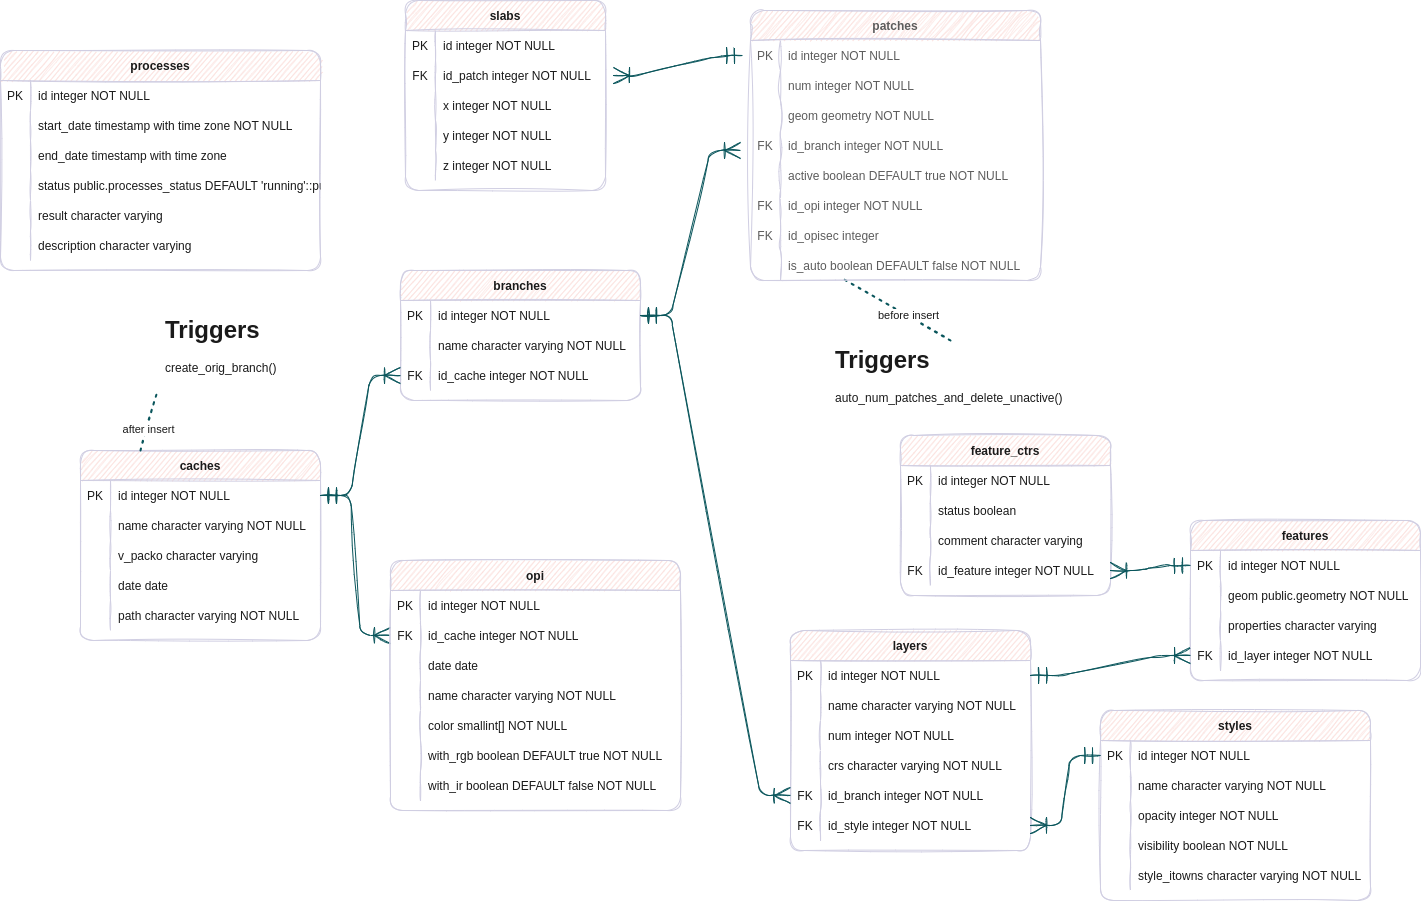 processes
PK id integer NOT NULL
start_date timestamp with time zone NOT NULL
end_date timestamp with time zone
status public.processes_status DEFAULT 'running'::pu
result character varying
description character varying
slabs
PK id integer NOT NULL
FK id_patch integer NOT NULL
x integer NOT NULL
y integer NOT NULL
z integer NOT NULL
patches
PK id integer NOT NULL
num integer NOT NULL
geom geometry NOT NULL
FK id_branch integer NOT NULL
active boolean DEFAULT true NOT NULL
FK id_opi integer NOT NULL
FK id_opisec integer
is_auto boolean DEFAULT false NOT NULL
branches
PK id integer NOT NULL
name character varying NOT NULL
FK id_cache integer NOT NULL
Triggers
create_orig_branch()
after insert
before insert
Triggers
auto_num_patches_and_delete_unactive()
caches
PK id integer NOT NULL
name character varying NOT NULL
v_packo character varying
date date
path character varying NOT NULL
opi
PK id integer NOT NULL
FK id_cache integer NOT NULL
date date
name character varying NOT NULL
color smallint[] NOT NULL
with_rgb boolean DEFAULT true NOT NULL
with_ir boolean DEFAULT false NOT NULL
feature_ctrs
PK id integer NOT NULL
status boolean
comment character varying
FK id_feature integer NOT NULL
features
PK id integer NOT NULL
geom public.geometry NOT NULL
properties character varying
FK id_layer integer NOT NULL
layers
PK id integer NOT NULL
name character varying NOT NULL
num integer NOT NULL
crs character varying NOT NULL
FK id_branch integer NOT NULL
FK id_style integer NOT NULL
styles
PK id integer NOT NULL
name character varying NOT NULL
opacity integer NOT NULL
visibility boolean NOT NULL
style_itowns character varying NOT NULL